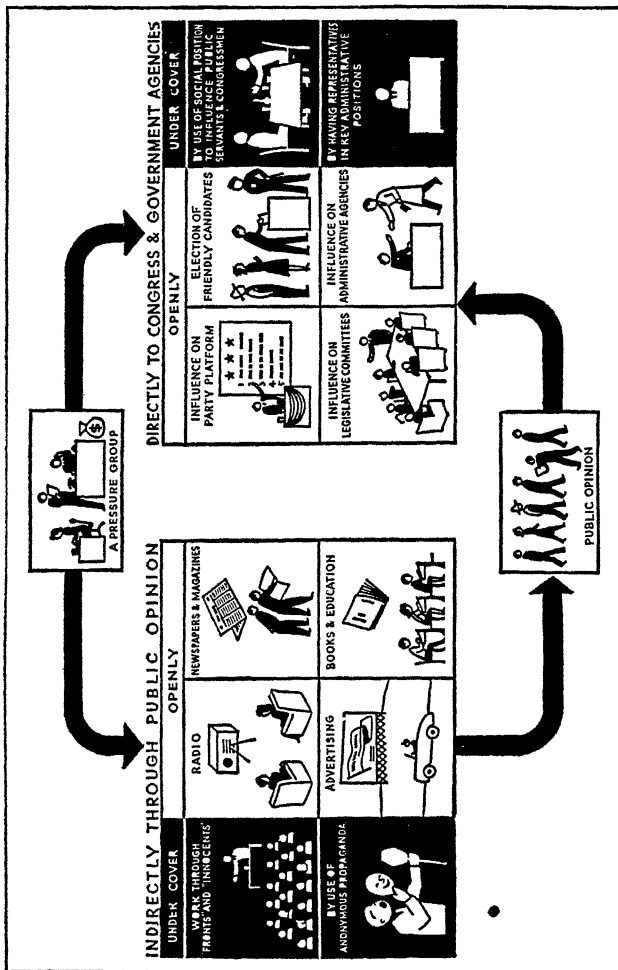 A PRESSURE GROUP
$
INDIRECTLY THROUGH PUBLIC OPINION
UNDER COVER
OPENLY
WORK THROUGH
"FRONTS" AND "INNOCENTS"
RADIO
NEWSPAPERS & MAGAZINES
BY USE OF
ANONYMOUS PROPAGANDA
ADVERTISING
BOOKS & EDUCATION
DIRECTLY TO CONGRESS & GOVERNMENT AGENCIES
OPENLY
UNDER COVER
INFLUENCE ON
PARTY PLATFORM
ELECTION OF
FRIENDLY CANDIDATES
BY USE OF SOCIAL POSITION
TO INFLUENCE PUBLIC
SERVANTS & CONGRESSMEN
INFLUENCE ON
LEGISLATIVE COMMITTEES
INFLUENCE ON
ADMINISTRATIVE AGENCIES
BY HAVING REPRESENTATIVES
IN KEY ADMINISTRATIVE
POSITIONS
PUBLIC OPINION